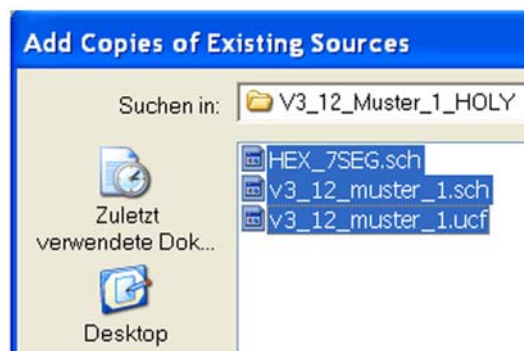 Add Copies of Existing Sources
Suchen in:
V3_12_Muster_1_HOLY
HEX_7SEG.sch
v3_12_muster_1.sch
v3_12_muster_1.ucf
Zuletzt
verwendete Dok...
Desktop